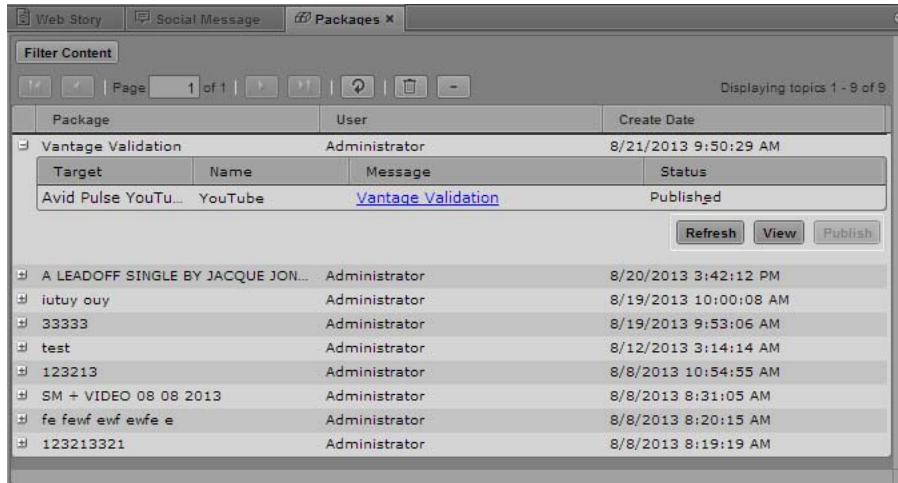 Web Story Social Message Packages ×
Filter Content
Page 1 of 1 Displaying topics 1 - 9 of 9
Package User Create Date
Vantage Validation Administrator 8/21/2013 9:50:29 AM
Target Name Message Status
Avid Pulse YouTu... YouTube Vantage Validation Published
Refresh View Publish
A LEADOFF SINGLE BY JACQUE JON... Administrator 8/20/2013 3:42:12 PM
iutuy ouy Administrator 8/19/2013 10:00:08 AM
33333 Administrator 8/19/2013 9:53:06 AM
test Administrator 8/12/2013 3:14:14 AM
123213 Administrator 8/8/2013 10:54:55 AM
SM + VIDEO 08 08 2013 Administrator 8/8/2013 8:31:05 AM
fe fewf ewf ewfe e Administrator 8/8/2013 8:20:15 AM
123213321 Administrator 8/8/2013 8:19:19 AM